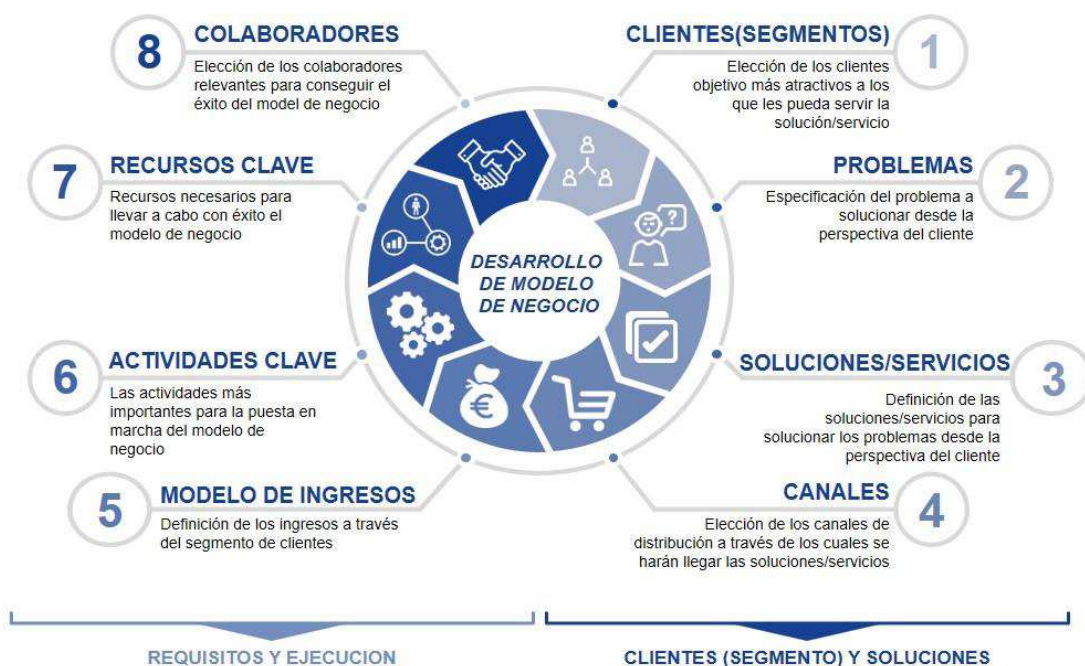 1
CLIENTES(SEGMENTOS)
Elección de los clientes
objetivo más atractivos a los
que les pueda servir la
solución/servicio
2
PROBLEMAS
Especificación del problema a
solucionar desde la
perspectiva del cliente
3
SOLUCIONES/SERVICIOS
Definición de las
soluciones/servicios para
solucionar los problemas desde la
perspectiva del cliente
4
CANALES
Elección de los canales de
distribución a través de los cuales se
harán llegar las soluciones/servicios
5
MODELO DE INGRESOS
Definición de los ingresos a través
del segmento de clientes
6
ACTIVIDADES CLAVE
Las actividades más
importantes para la puesta en
marcha del modelo de
negocio
7
RECURSOS CLAVE
Recursos necesarios para
llevar a cabo con éxito el
modelo de negocio
8
COLABORADORES
Elección de los colaboradores
relevantes para conseguir el
éxito del model de negocio
DESARROLLO
DE MODELO
DE NEGOCIO
?
€
REQUISITOS Y EJECUCION
CLIENTES (SEGMENTO) Y SOLUCIONES